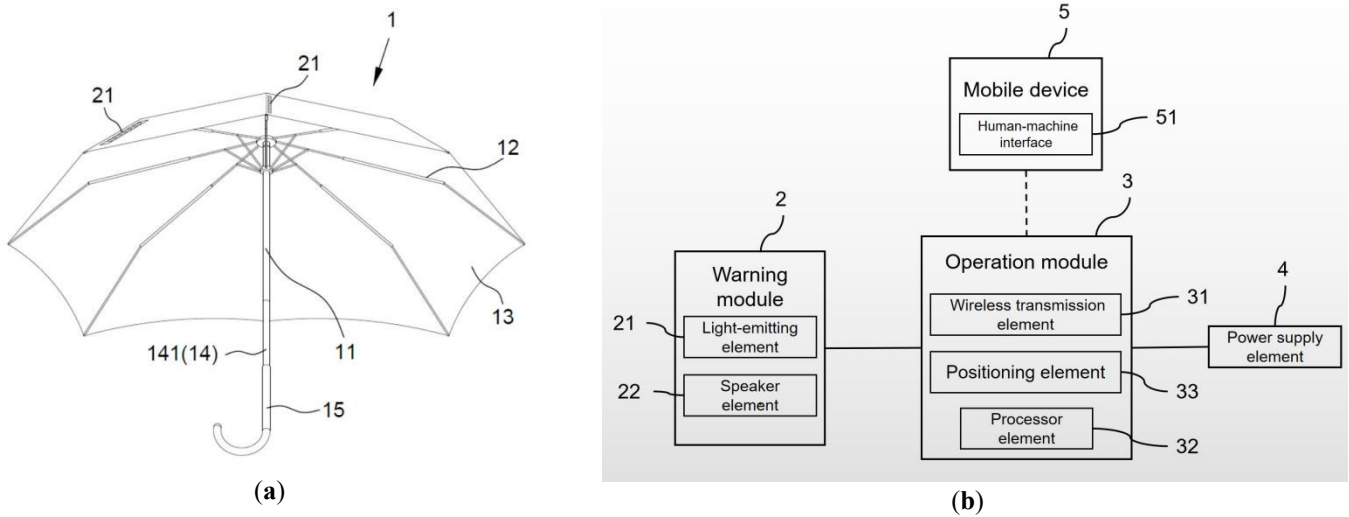 1
21
21
12
13
141(14)
11
15
(a)
5
Mobile device
Human-machine
interface
51
2
3
Warning
module
Operation module
4
21
Light-emitting
element
Wireless transmission
element
31
Power supply
element
22
Speaker
element
Positioning element
33
Processor
element
32
(b)